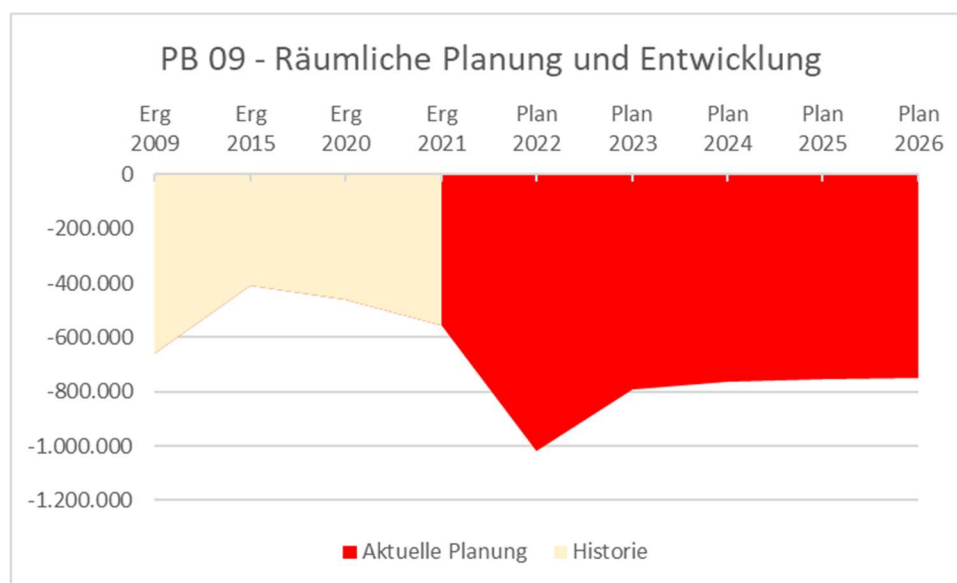 PB 09 - Räumliche Planung und Entwicklung
Erg Erg Erg Erg Plan Plan Plan Plan Plan
2009 2015 2020 2021 2022 2023 2024 2025 2026
0
-200.000
-400.000
-600.000
-800.000
-1.000.000
-1.200.000
Aktuelle Planung Historie